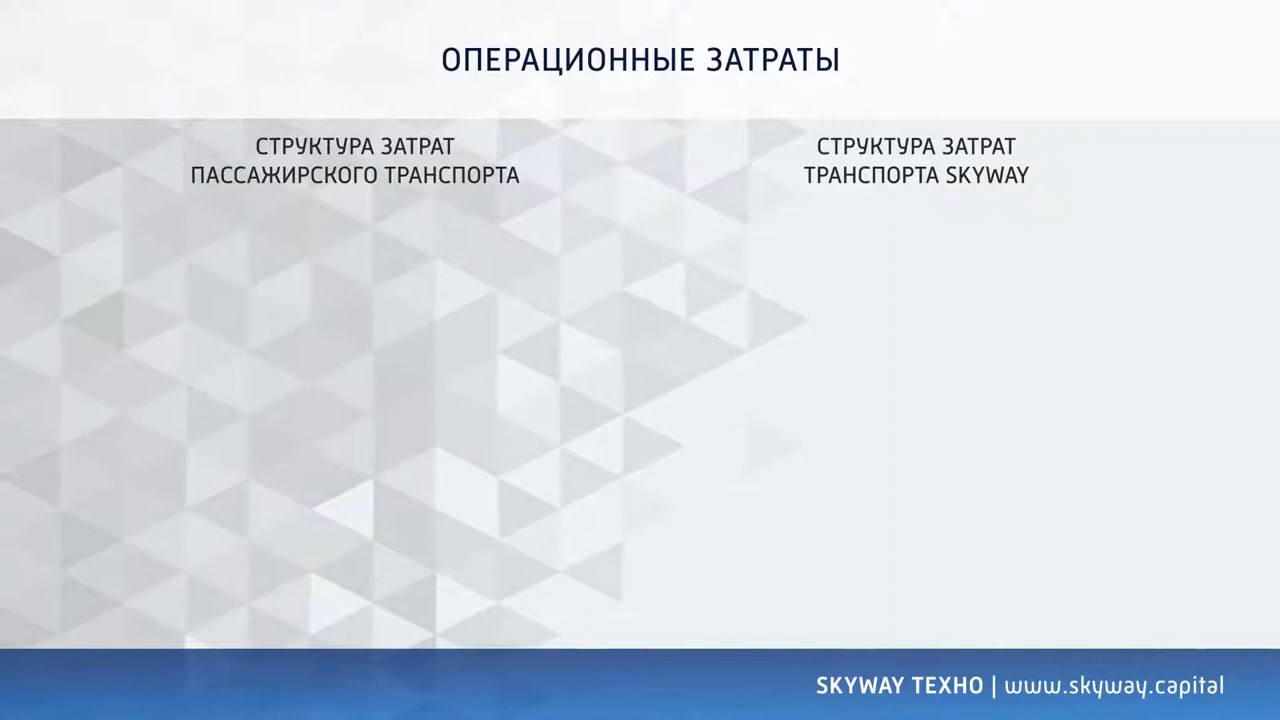 ОПЕРАЦИОННЫЕ ЗАТРАТЫ
СТРУКТУРА ЗАТРАТ
ПАССАЖИРСКОГО ТРАНСПОРТА
СТРУКТУРА ЗАТРАТ
ТРАНСПОРТА SKYWAY
SKYWAY ТЕХНО | www.skyway.capital